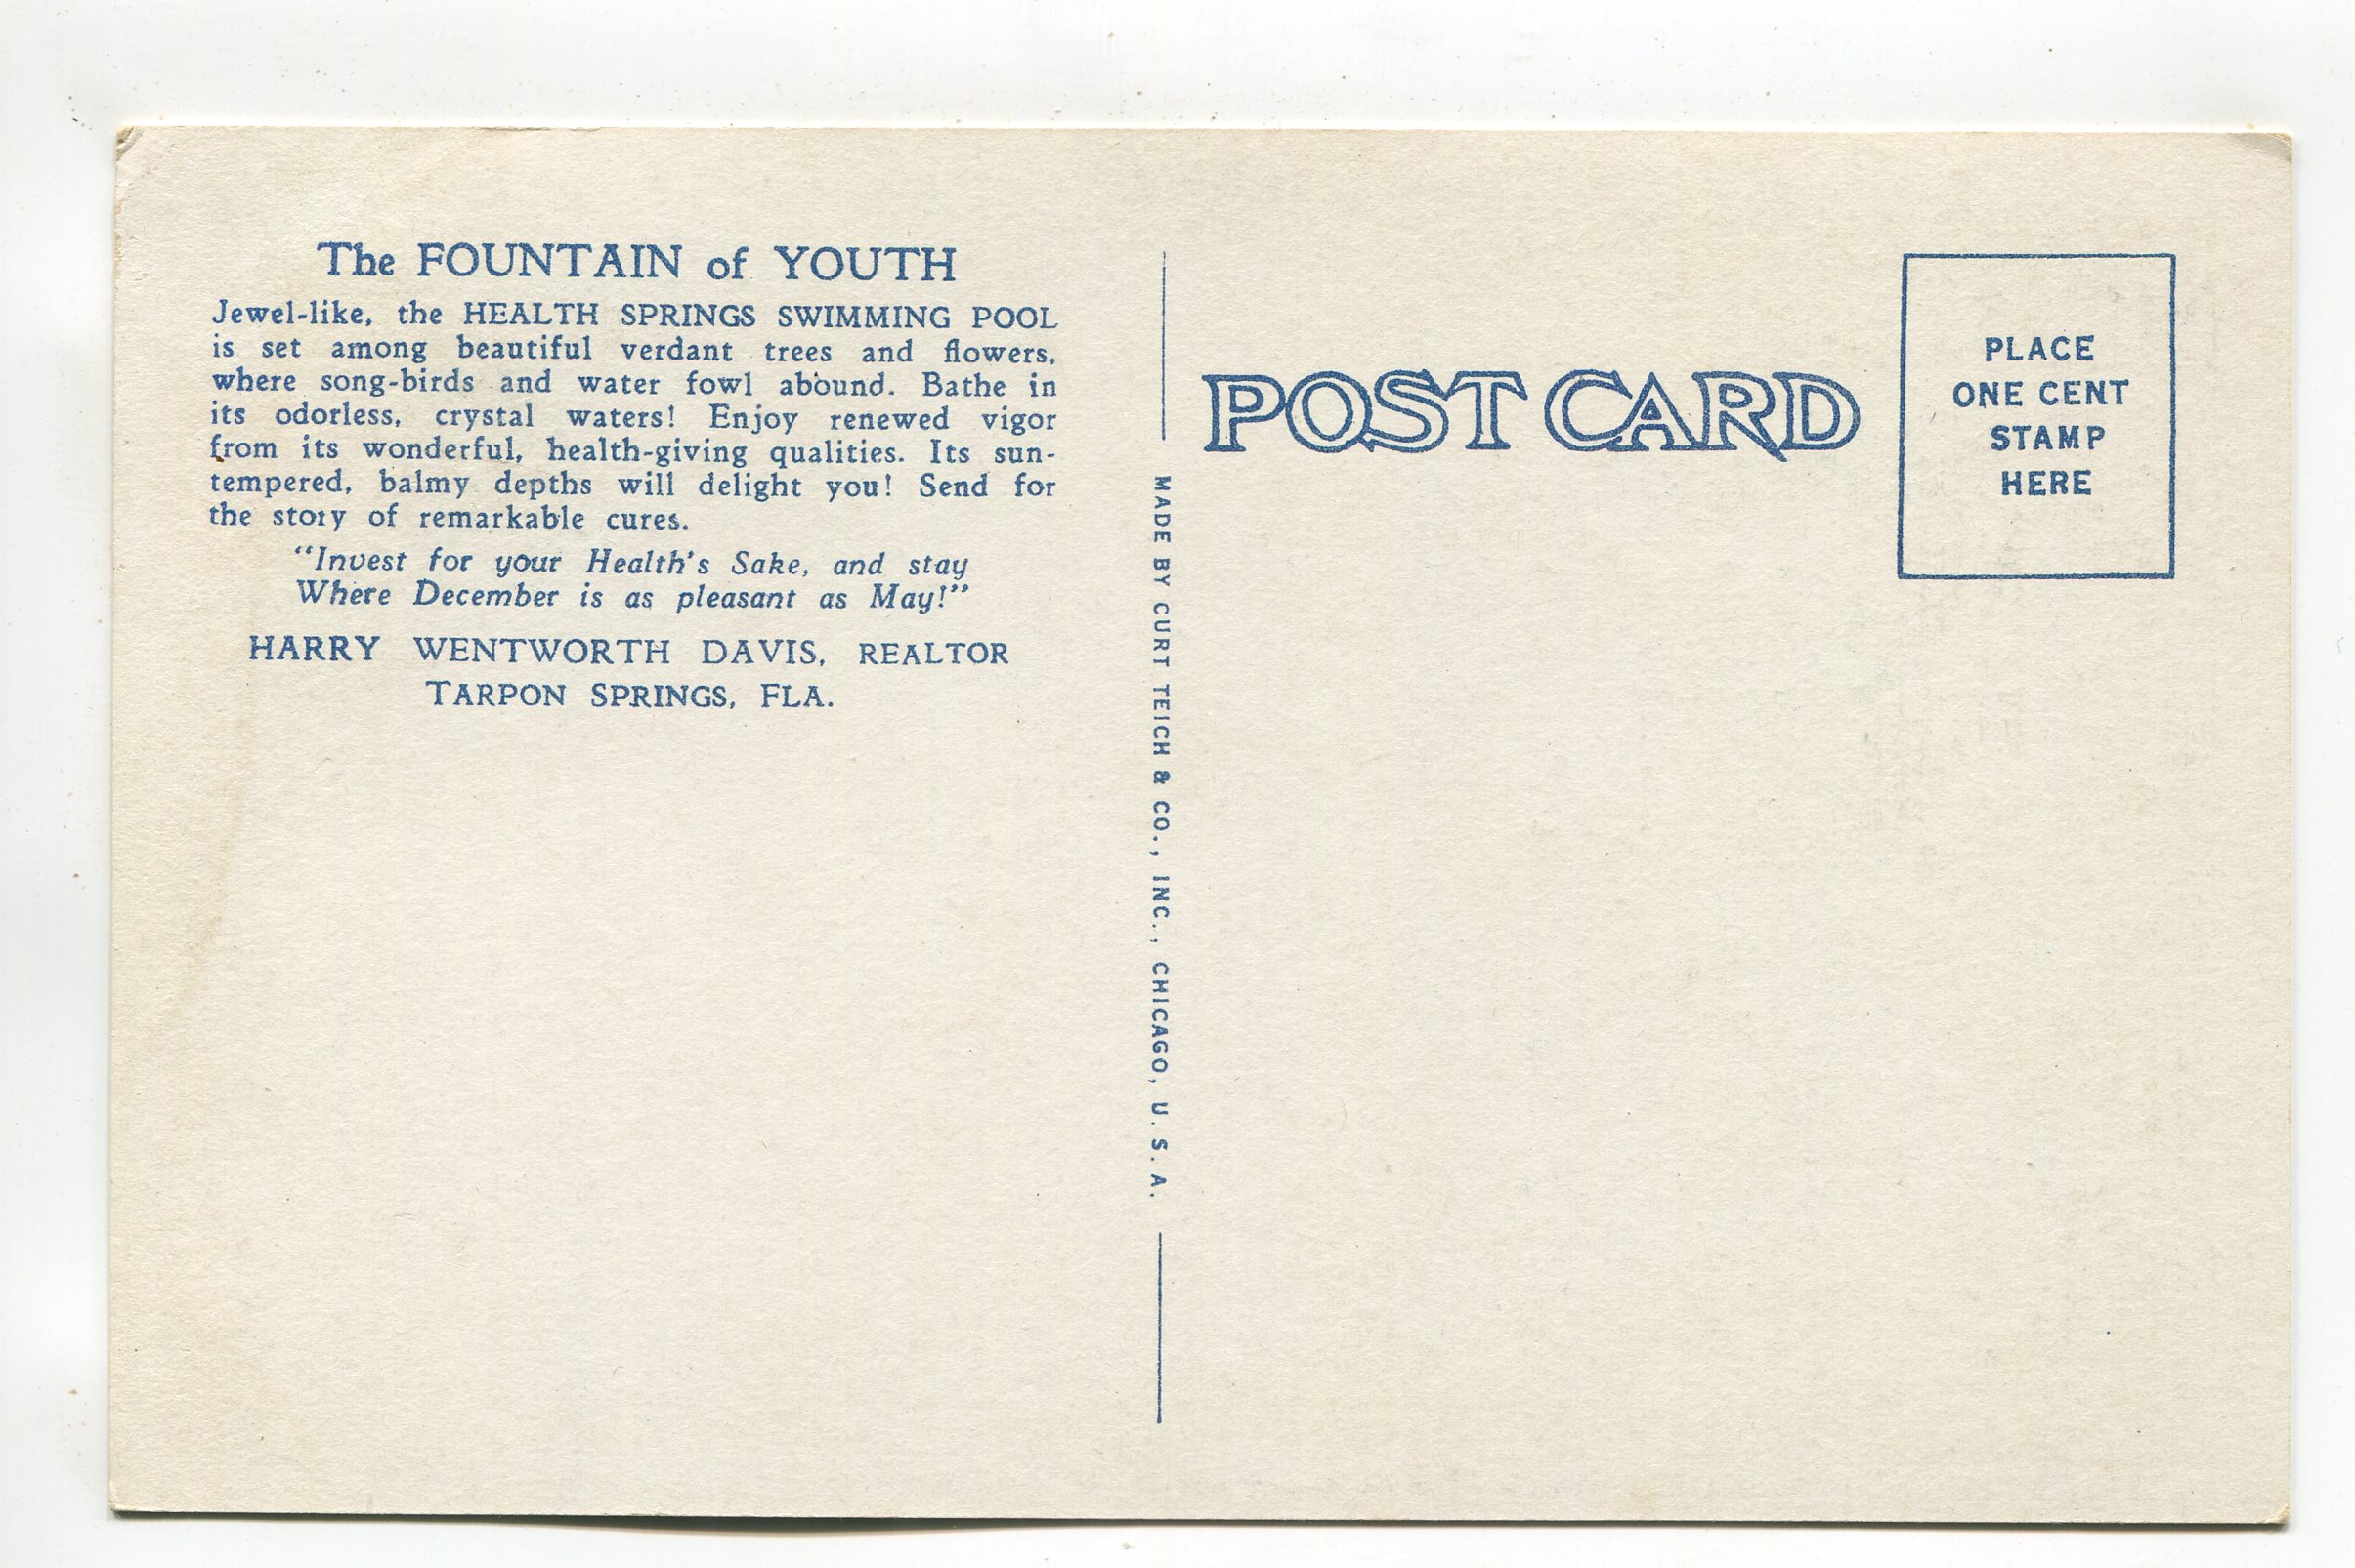 The FOUNTAIN of YOUTH
Jewel-like, the HEALTH SPRINGS SWIMMING POOL
is set among beautiful verdant trees and flowers,
where song-birds and water fowl abound. Bathe in
its odorless, crystal waters! Enjoy renewed vigor
from its wonderful, health-giving qualities. Its sun-
tempered, balmy depths will delight you! Send for
the story of remarkable cures.
"Invest for your Health's Sake, and stay
Where December is as pleasant as May!"
HARRY WENTWORTH DAVIS, REALTOR
TARPON SPRINGS, FLA.
MADE BY CURT TEICH & CO., INC., CHICAGO, U. S. A.
POST CARD
PLACE
ONE CENT
STAMP
HERE